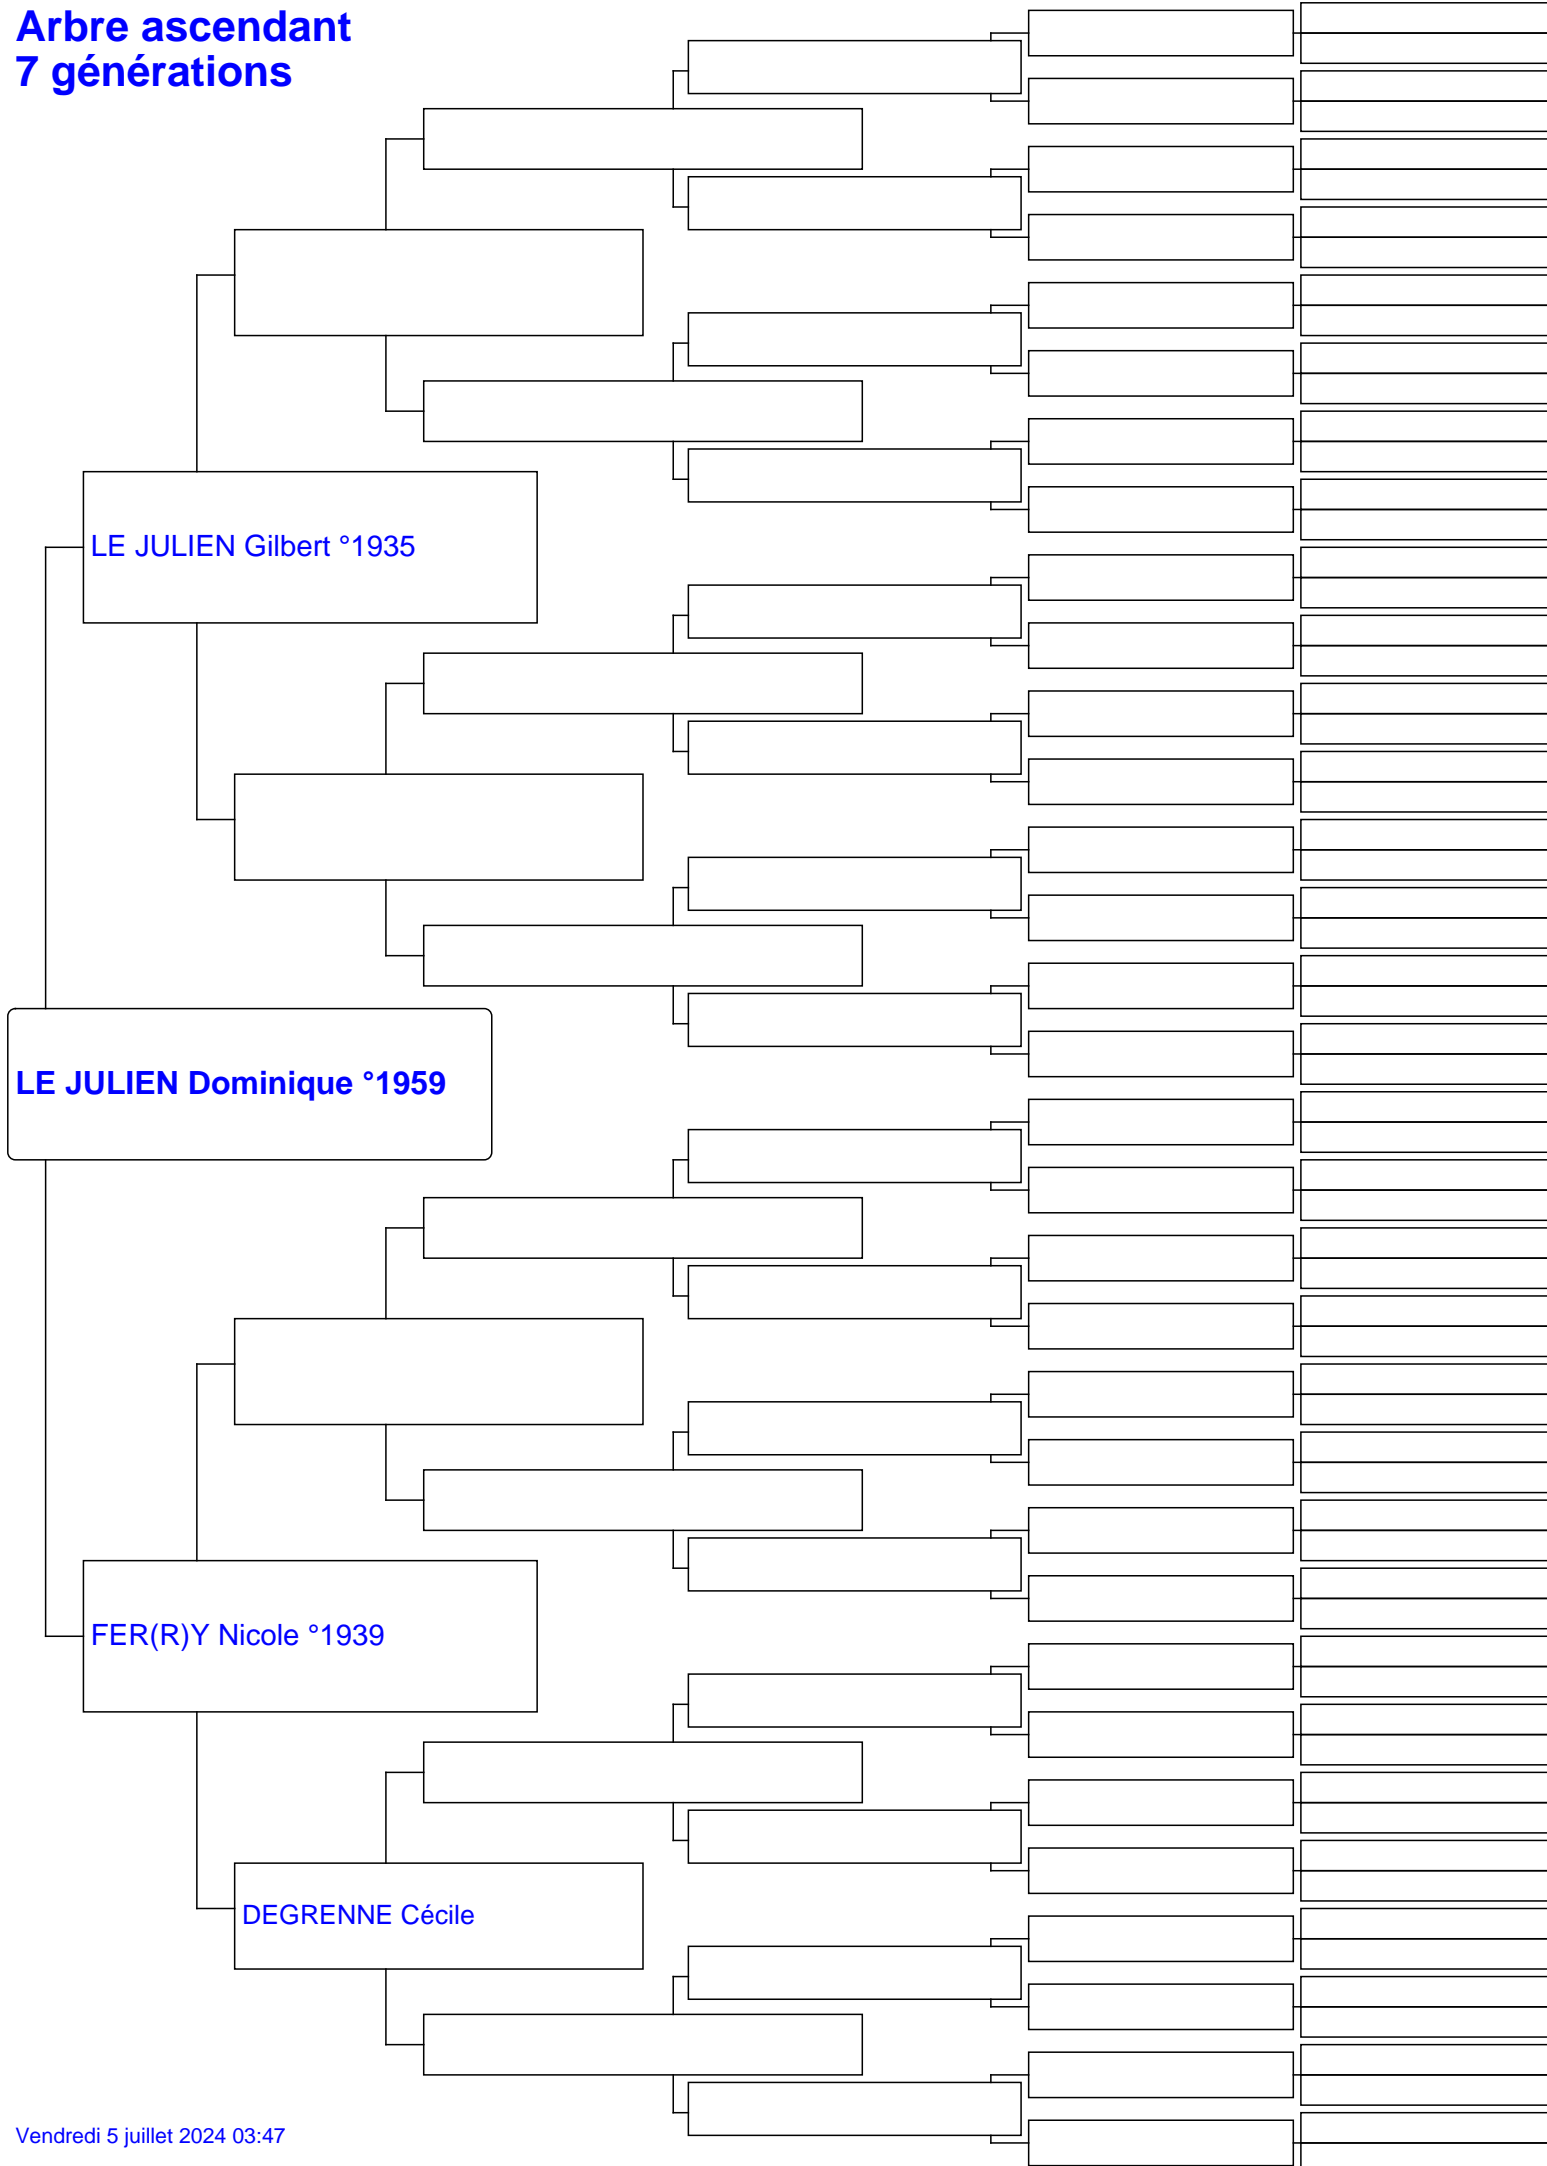 Arbre ascendant
7 générations
LE JULIEN Gilbert °1935
LE JULIEN Dominique °1959
FER(R)Y Nicole °1939
DEGRENNE Cécile
Vendredi 5 juillet 2024 03:47